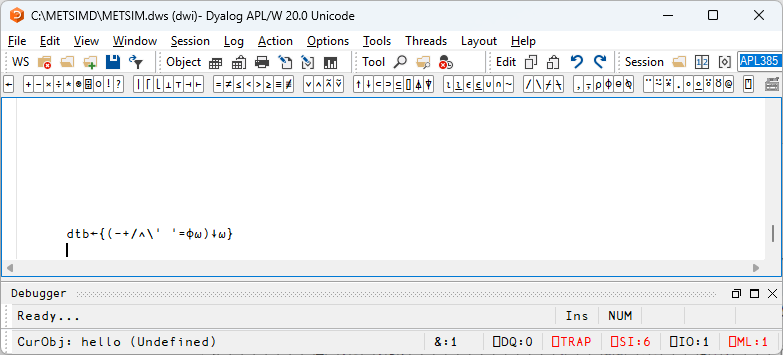 C:\METSIMD\METSIM.dws (dwi)- Dyalog APL/W 20.0 Unicode
File Edit View Window Session Log Action Options Tools Threads Layout Help
WS Object Tool Edit Session APL385
← + - × ÷ * ⍟ ⌹ ○ ! ? | ⌈ ⌊ ⊥ ⊤ ⊣ ⊢ = ≠ ≤ < > ≥ ≡ ≢ ∨ ∧ ⍲ ⍱ ↑ ↓ ⊂ ⊃ ⊆ ⌷ ⍋ ⍒ ⍳ ⍸ ∊ ⍷ ∪ ∩ ~ / \ ⌿ ⍀ , ⍪ ⍴ ⌽ ⊖ ⍉ ¨ ⍨ ⍣ . ∘ ⍤ ⍥ @ ⍞
dtb←{(-+/∧\' '=⌽⍵)↓⍵}
Debugger
Ready... Ins NUM
CurObj: hello (Undefined) &:1 ⎕DQ:0 ⎕TRAP ⎕SI:6 ⎕IO:1 ⎕ML:1